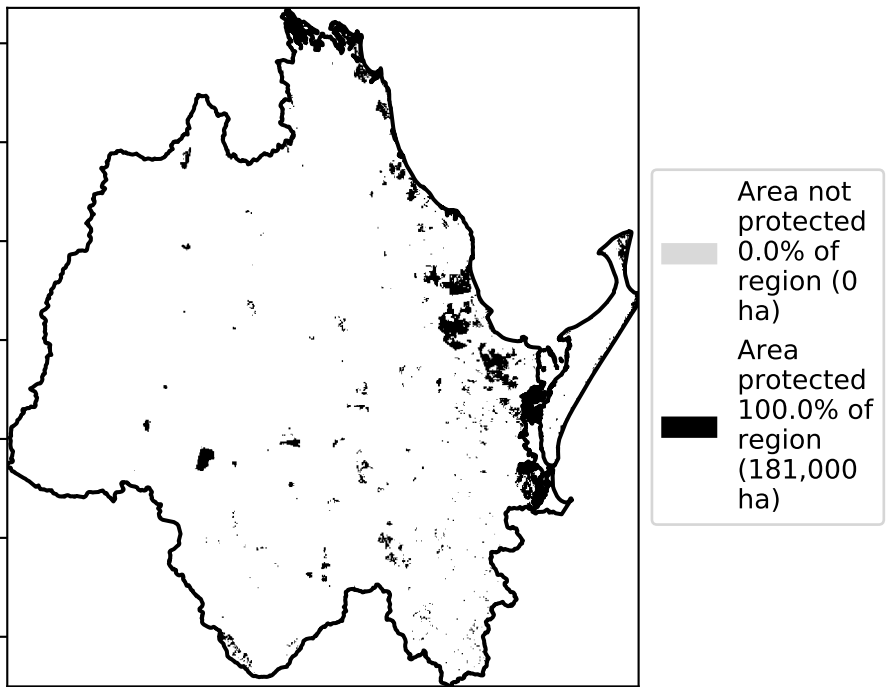 Area not
protected
0.0% of
region (0
ha)
Area
protected
100.0% of
region
(181,000
ha)